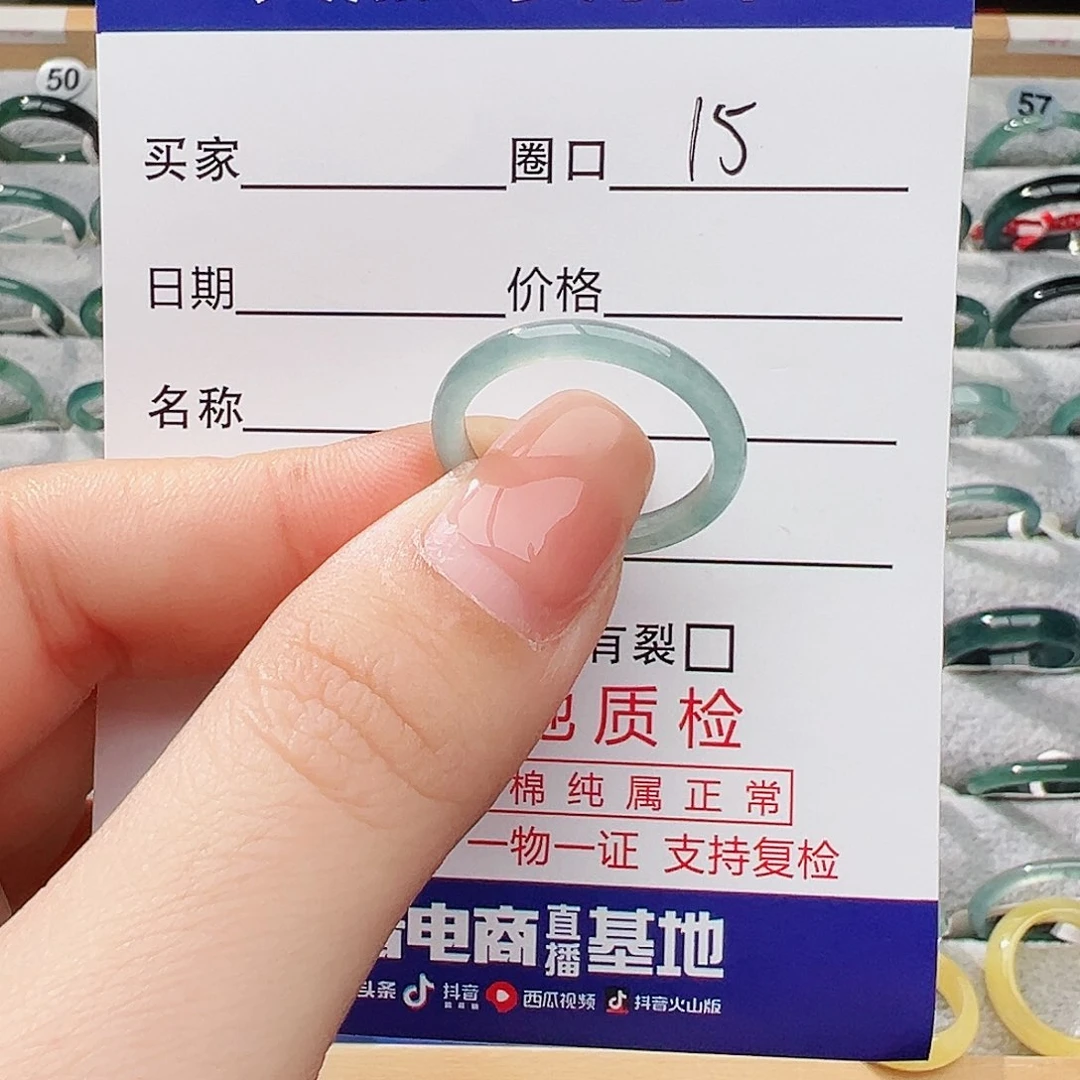 50
57
买家 圈口 15
日期 价格
名称
有裂
质检
棉纯属正常
一物一证 支持复检
电商直播基地
头条 抖音 西瓜视频 抖音火山版